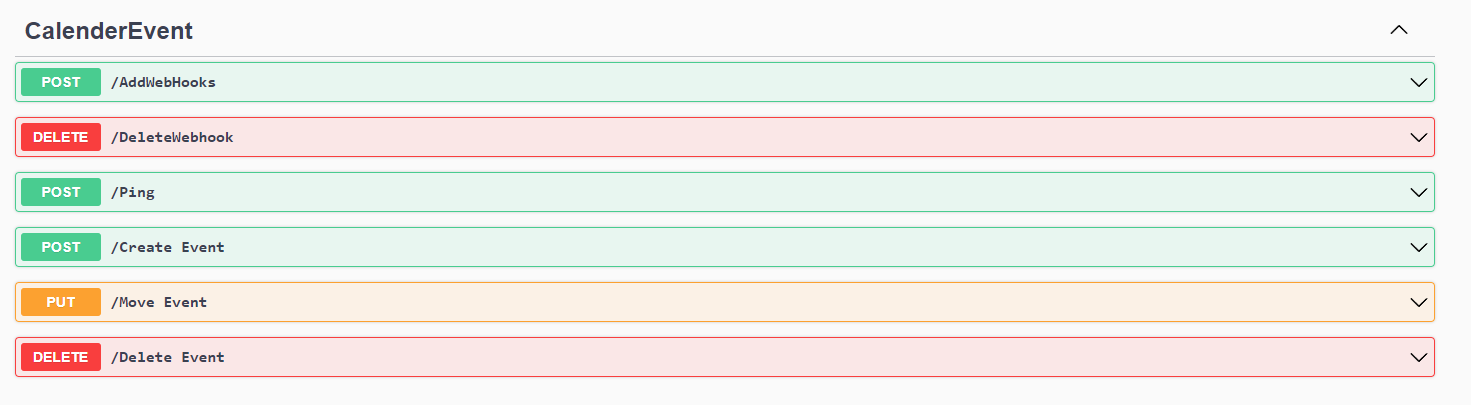 CalenderEvent
POST /AddWebHooks
DELETE /DeleteWebhook
POST /Ping
POST /Create Event
PUT /Move Event
DELETE /Delete Event